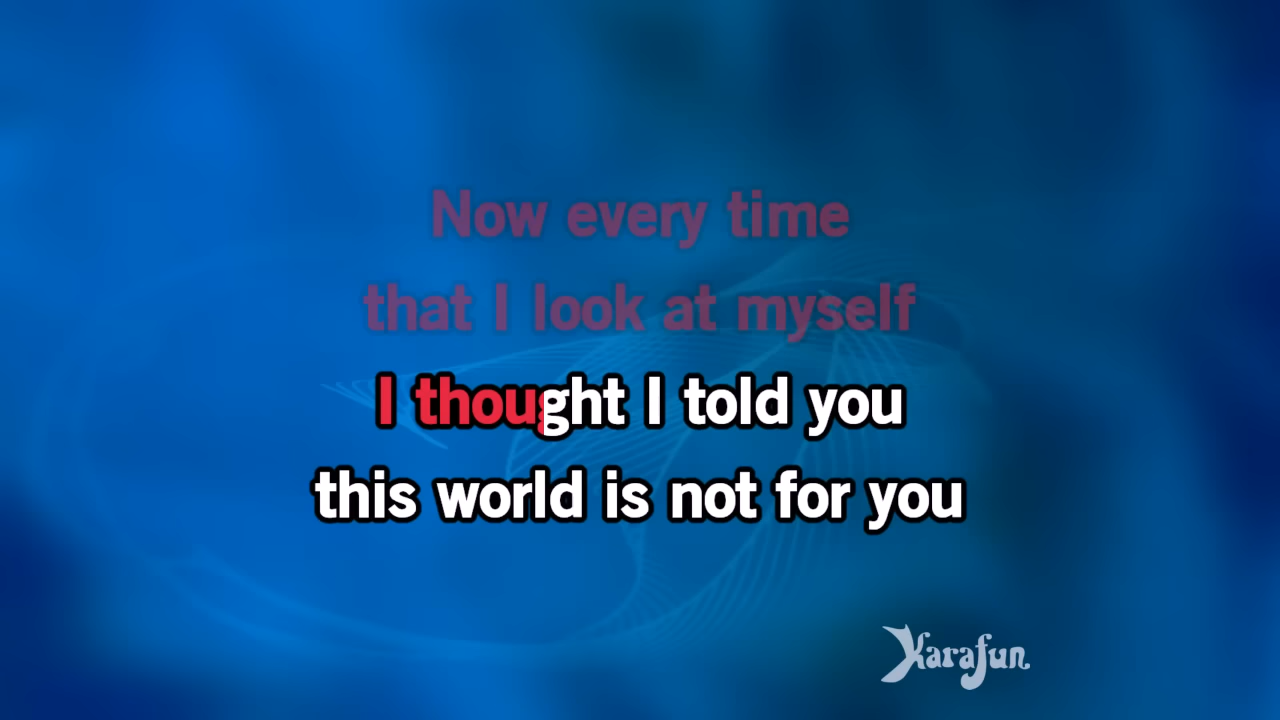 Now every time
that I look at myself
I thought I told you
this world is not for you
Karafun